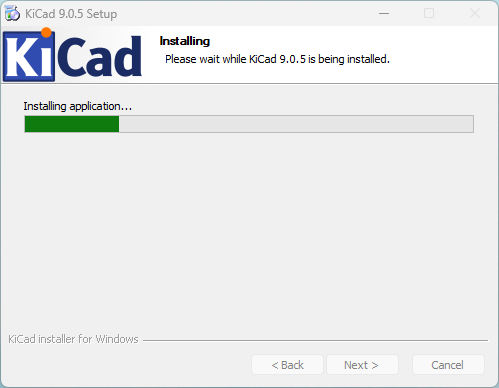 KiCad 9.0.5 Setup
KiCad
Installing
Please wait while KiCad 9.0.5 is being installed.
Installing application...
KiCad installer for Windows
< Back
Next >
Cancel